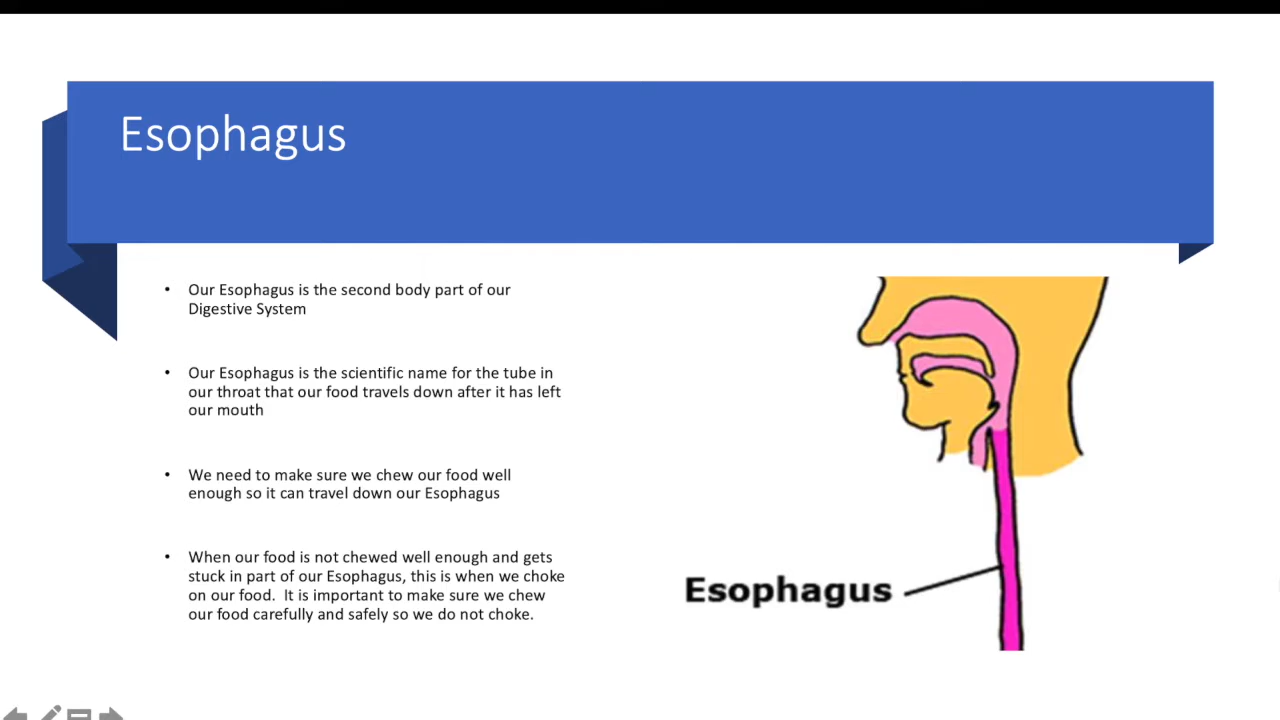 Esophagus
• Our Esophagus is the second body part of our
Digestive System
• Our Esophagus is the scientific name for the tube in
our throat that our food travels down after it has left
our mouth
• We need to make sure we chew our food well
enough so it can travel down our Esophagus
• When our food is not chewed well enough and gets
stuck in part of our Esophagus, this is when we choke
on our food.  It is important to make sure we chew
our food carefully and safely so we do not choke.
Esophagus